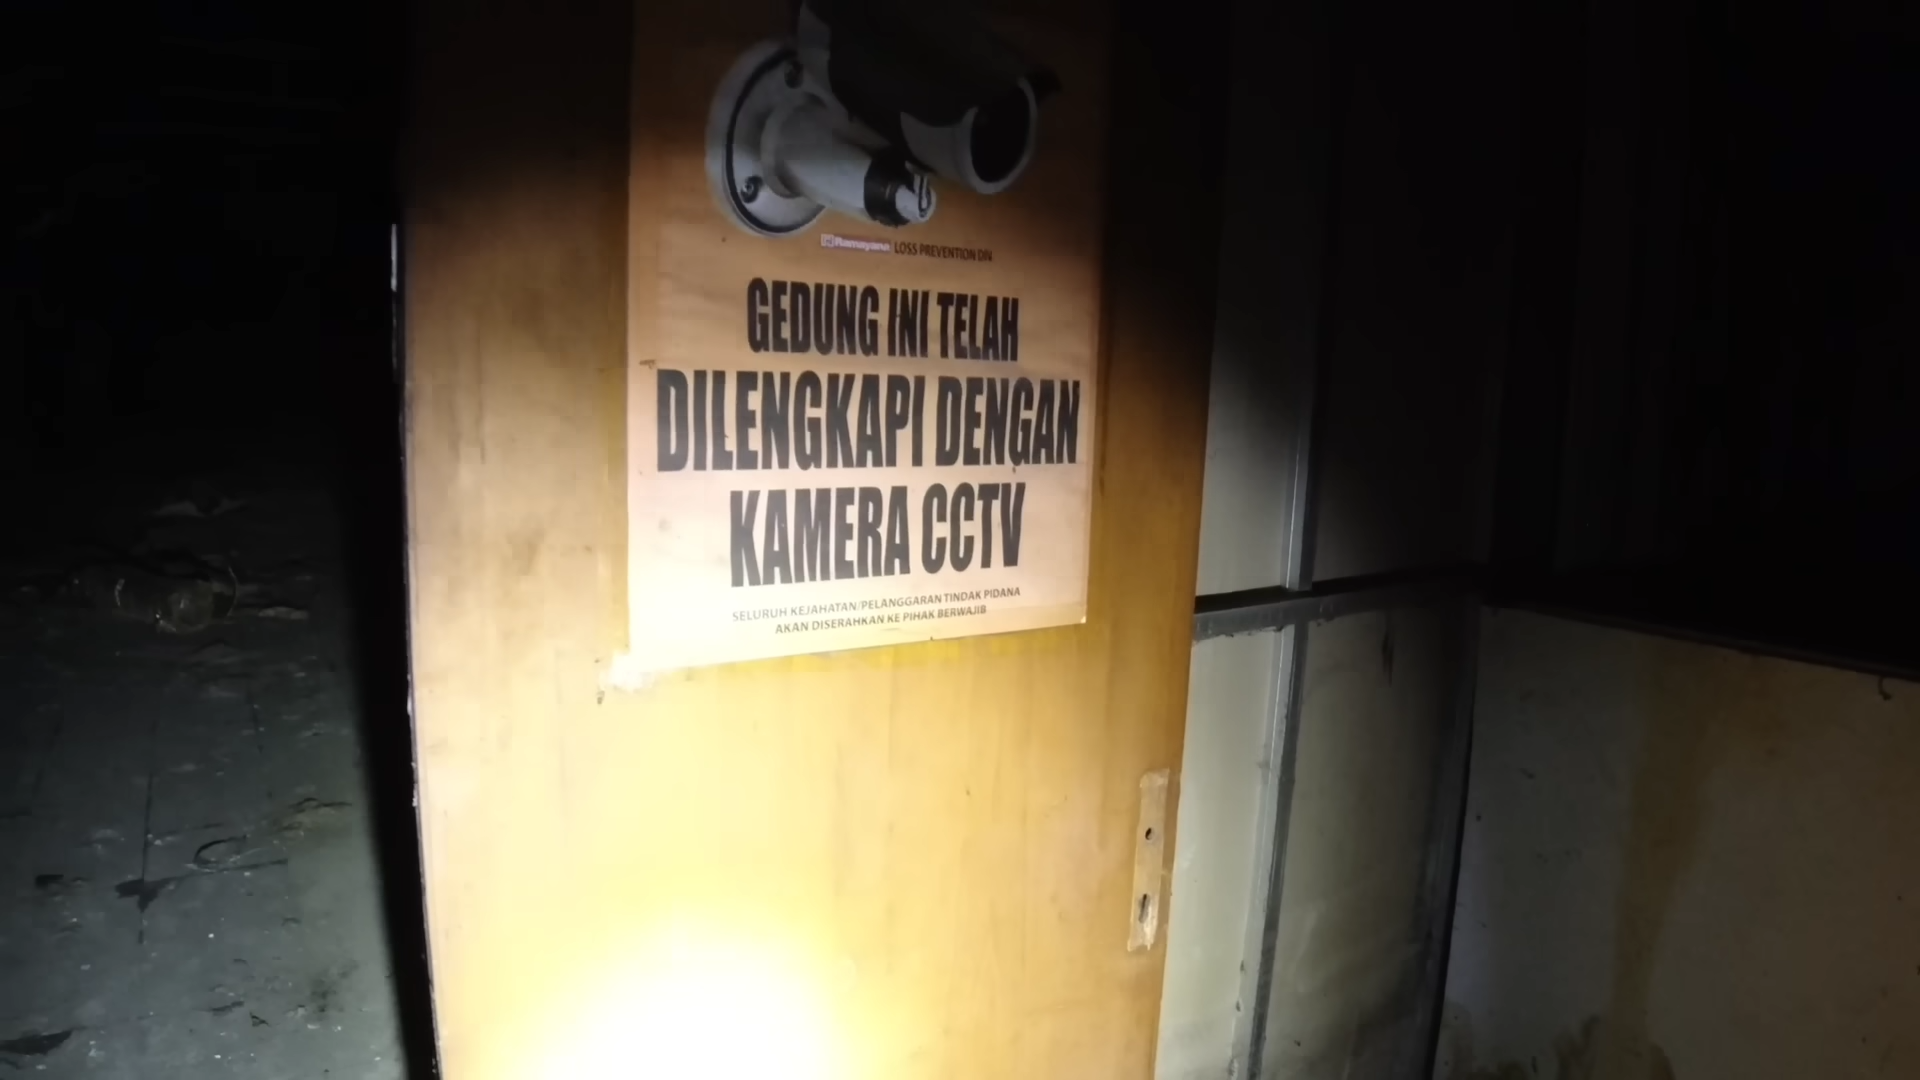 Ramayana LOSS PREVENTION DIV.
GEDUNG INI TELAH
DILENGKAPI DENGAN
KAMERA CCTV
SELURUH KEJAHATAN/PELANGGARAN TINDAK PIDANA
AKAN DISERAHKAN KE PIHAK BERWAJIB